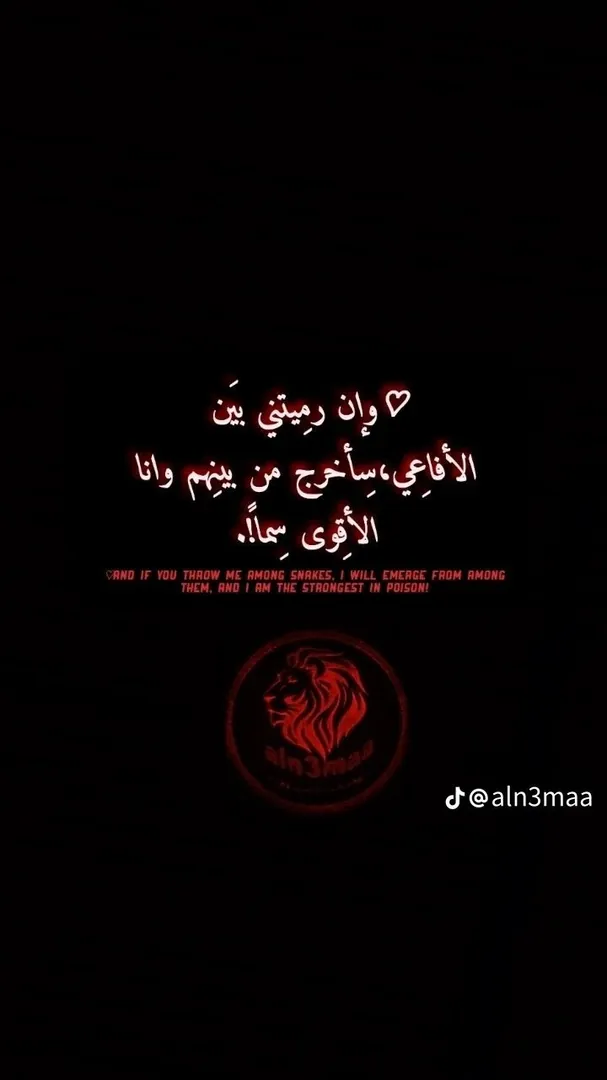 ♡وإن رمِيتني بيَن
الأفاعِي،سِأخرج من بينِهم وانا
الأقِوى سِماً!.
♡AND IF YOU THROW ME AMONG SNAKES, I WILL EMERGE FROM AMONG
THEM, AND I AM THE STRONGEST IN POISON!
aln3maa
@aln3maa